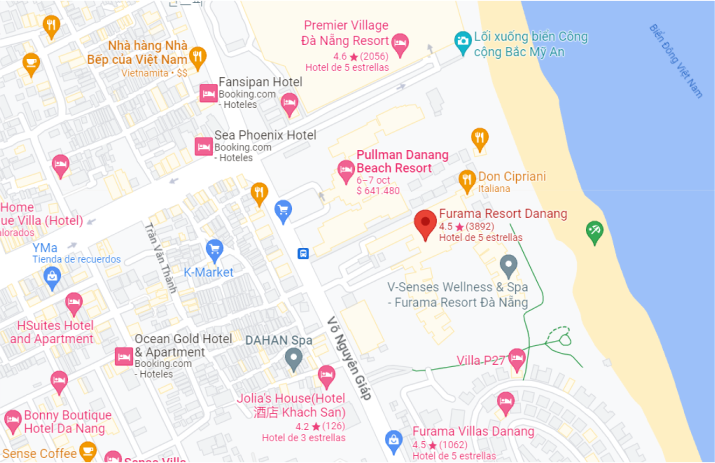 Premier Village
Đà Nẵng Resort
4.6 ★ (2056)
Hotel de 5 estrellas
Lối xuống biển Công
cộng Bắc Mỹ An
Biển Đông Việt Nam
Nhà hàng Nhà
Bếp của Việt Nam
Vietnamita • $$
Fansipan Hotel
Booking.com
- Hoteles
Sea Phoenix Hotel
Booking.com
- Hoteles
Pullman Danang
Beach Resort
6–7 oct
$ 641.480
Don Cipriani
Italiana
Home
ue Villa (Hotel)
alorados
Furama Resort Danang
4.5 ★ (3892)
Hotel de 5 estrellas
YMa
Tienda de recuerdos
K-Market
Trần Văn Thành
V-Senses Wellness & Spa
- Furama Resort Đà Nẵng
HSuites Hotel
and Apartment
Ocean Gold Hotel
& Apartment
Booking.com
- Hoteles
DAHAN Spa
Võ Nguyên Giáp
Villa P27
Jolia's House(Hotel
酒店 Khách Sạn)
4.2 ★ (126)
Hotel de 3 estrellas
Bonny Boutique
Hotel Da Nang
Furama Villas Danang
4.5 ★ (1062)
Hotel de 5 estrellas
Sense Coffee